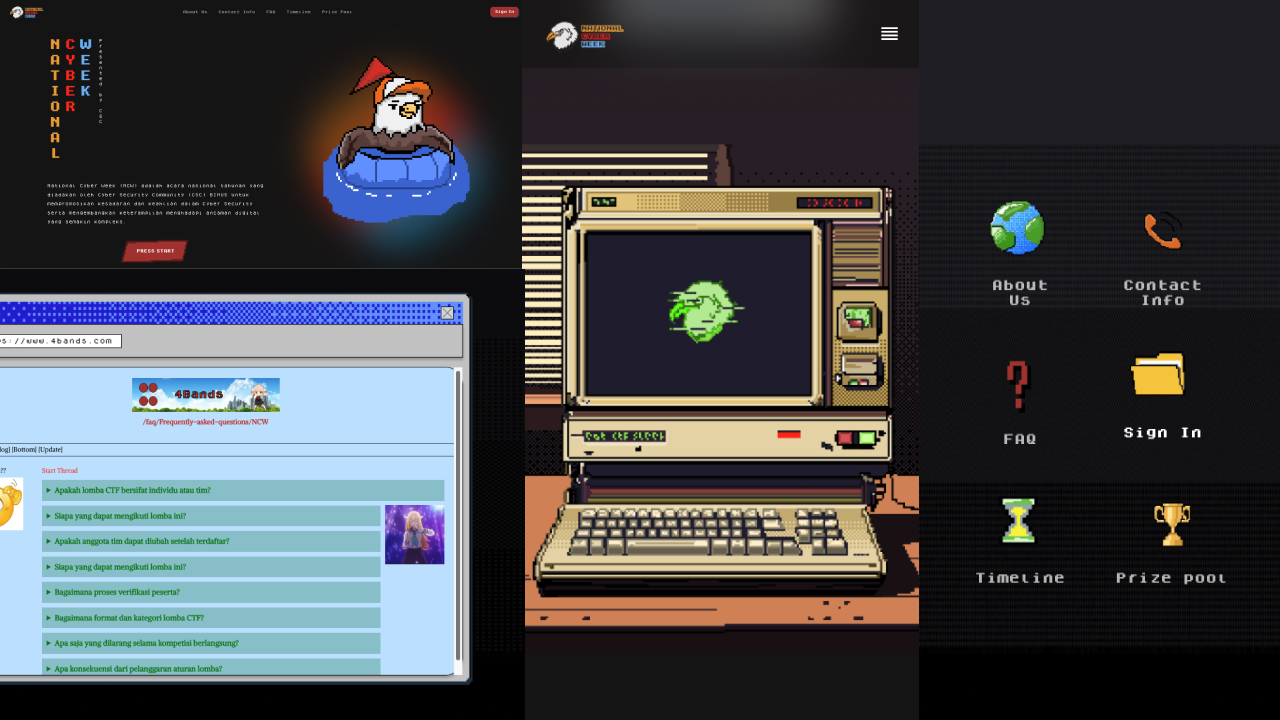 NATIONAL
CYBER
WEEK
About Us
Contact Info
FAQ
Timeline
Prize Pool
Sign In
NATIONAL
CYBER
WEEK
Presented by CSC
National Cyber Week (NCW) adalah acara nasional tahunan yang
diadakan oleh Cyber Security Community (CSC) BINUS untuk
mempromosikan kesadaran dan keahlian dalam Cyber Security
serta mengembangkan keterampilan menghadapi ancaman digital
yang semakin kompleks.
PRESS START
s://www.4bands.com
4Bands
/faq/Frequently-asked-questions/NCW
log] [Bottom] [Update]
??
Start Thread
Apakah lomba CTF bersifat individu atau tim?
Siapa yang dapat mengikuti lomba ini?
Apakah anggota tim dapat diubah setelah terdaftar?
Siapa yang dapat mengikuti lomba ini?
Bagaimana proses verifikasi peserta?
Bagaimana format dan kategori lomba CTF?
Apa saja yang dilarang selama kompetisi berlangsung?
Apa konsekuensi dari pelanggaran aturan lomba?
NATIONAL
CYBER
WEEK
Eat CTF Sleep
About
Us
Contact
Info
FAQ
Sign In
Timeline
Prize pool